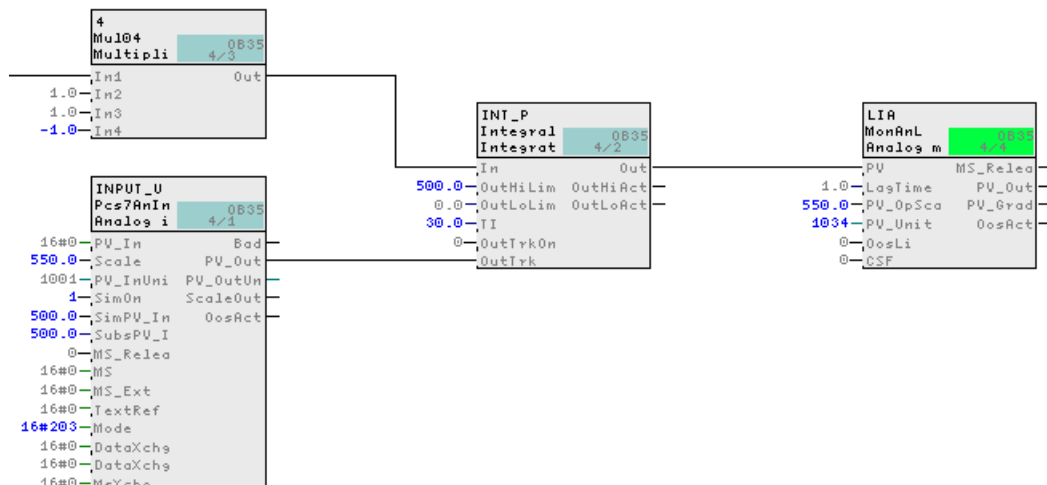 4
Mul04
Multipli
OB35
4/3
In1
Out
1.0
In2
1.0
In3
-1.0
In4
INPUT_U
Pcs7AnIn
Analog i
OB35
4/1
16#0
PV_In
Bad
550.0
Scale
PV_Out
1001
PV_InUni
PV_OutUn
1
SimOn
ScaleOut
500.0
SimPV_In
OosAct
500.0
SubsPV_I
0
MS_Relea
16#0
MS
16#0
MS_Ext
16#0
TextRef
16#203
Mode
16#0
DataXchg
16#0
DataXchg
16#0
MsXchg
INT_P
Integral
Integrat
OB35
4/2
In
Out
500.0
OutHiLim
OutHiAct
0.0
OutLoLim
OutLoAct
30.0
TI
0
OutTrkOn
OutTrk
LIA
MonAnL
Analog m
OB35
4/4
PV
MS_Relea
1.0
LagTime
PV_Out
550.0
PV_OpSca
PV_Grad
1034
PV_Unit
OosAct
0
OosLi
0
CSF